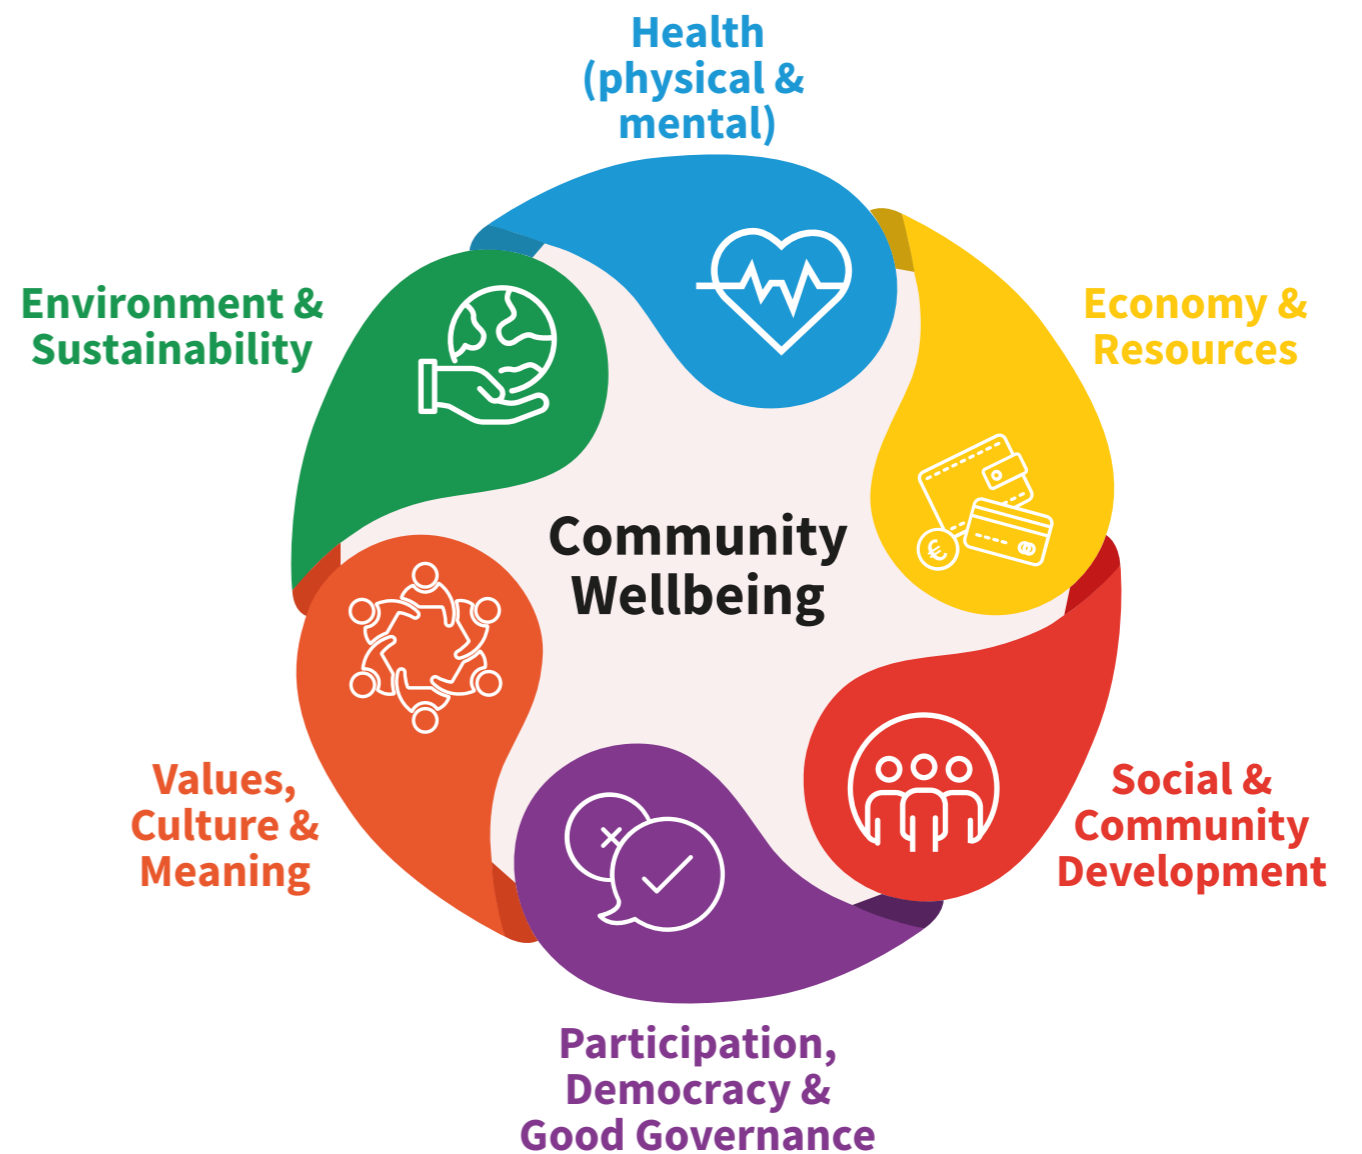 Health
(physical &
mental)
Environment &
Sustainability
Economy &
Resources
€
Community
Wellbeing
Values,
Culture &
Meaning
Social &
Community
Development
Participation,
Democracy &
Good Governance